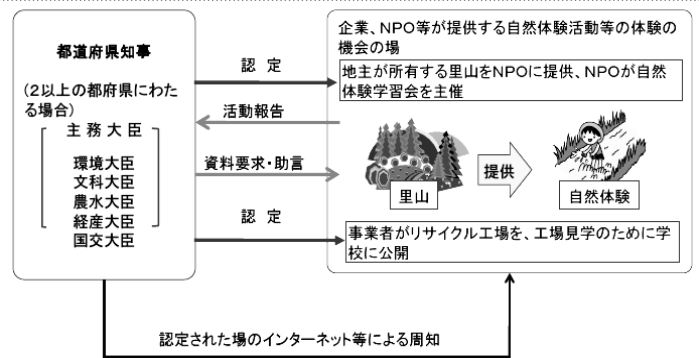 都道府県知事
(2以上の都府県にわた
る場合)
主務大臣
環境大臣
文科大臣
農水大臣
経産大臣
国交大臣
認 定
活動報告
資料要求・助言
認 定
企業、NPO等が提供する自然体験活動等の体験の
機会の場
地主が所有する里山をNPOに提供、NPOが自然
体験学習会を主催
里山
提供
自然体験
事業者がリサイクル工場を、工場見学のために学
校に公開
認定された場のインターネット等による周知